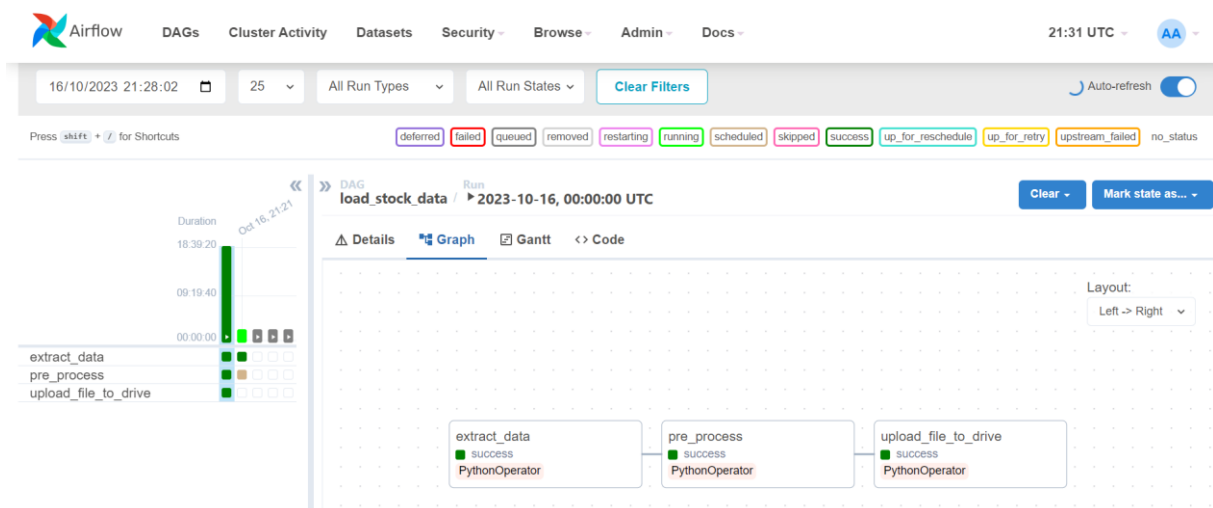 Airflow DAGs Cluster Activity Datasets Security Browse Admin Docs 21:31 UTC AA
16/10/2023 21:28:02 25 All Run Types All Run States Clear Filters Auto-refresh
Press shift + / for Shortcuts deferred failed queued removed restarting running scheduled skipped success up_for_reschedule up_for_retry upstream_failed no_status
DAG Run
load_stock_data / 2023-10-16, 00:00:00 UTC Clear Mark state as...
Duration Oct 16, 21:21
18:39:20
09:19:40
00:00:00
extract_data
pre_process
upload_file_to_drive
Details Graph Gantt <> Code
Layout:
Left -> Right
extract_data
success
PythonOperator
pre_process
success
PythonOperator
upload_file_to_drive
success
PythonOperator